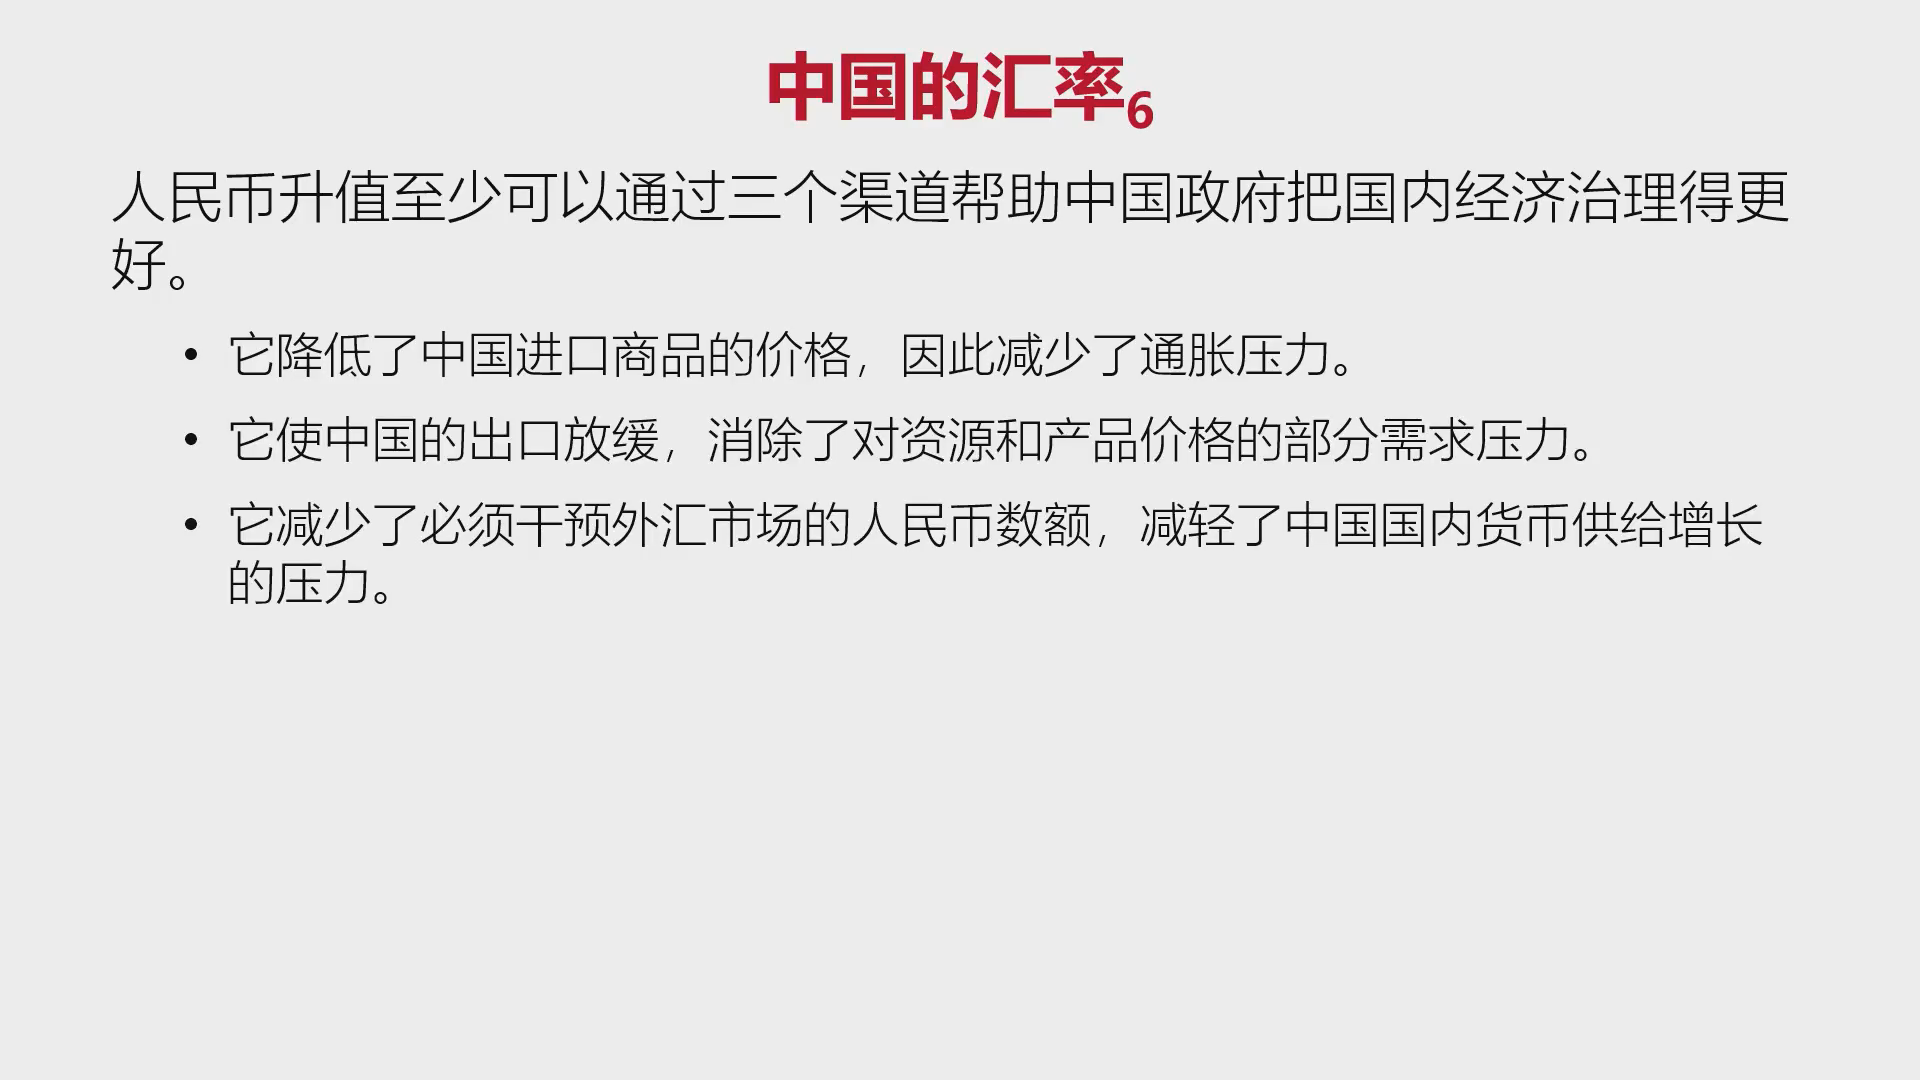 中国的汇率6
人民币升值至少可以通过三个渠道帮助中国政府把国内经济治理得更
好。
• 它降低了中国进口商品的价格，因此减少了通胀压力。
• 它使中国的出口放缓，消除了对资源和产品价格的部分需求压力。
• 它减少了必须干预外汇市场的人民币数额，减轻了中国国内货币供给增长
的压力。